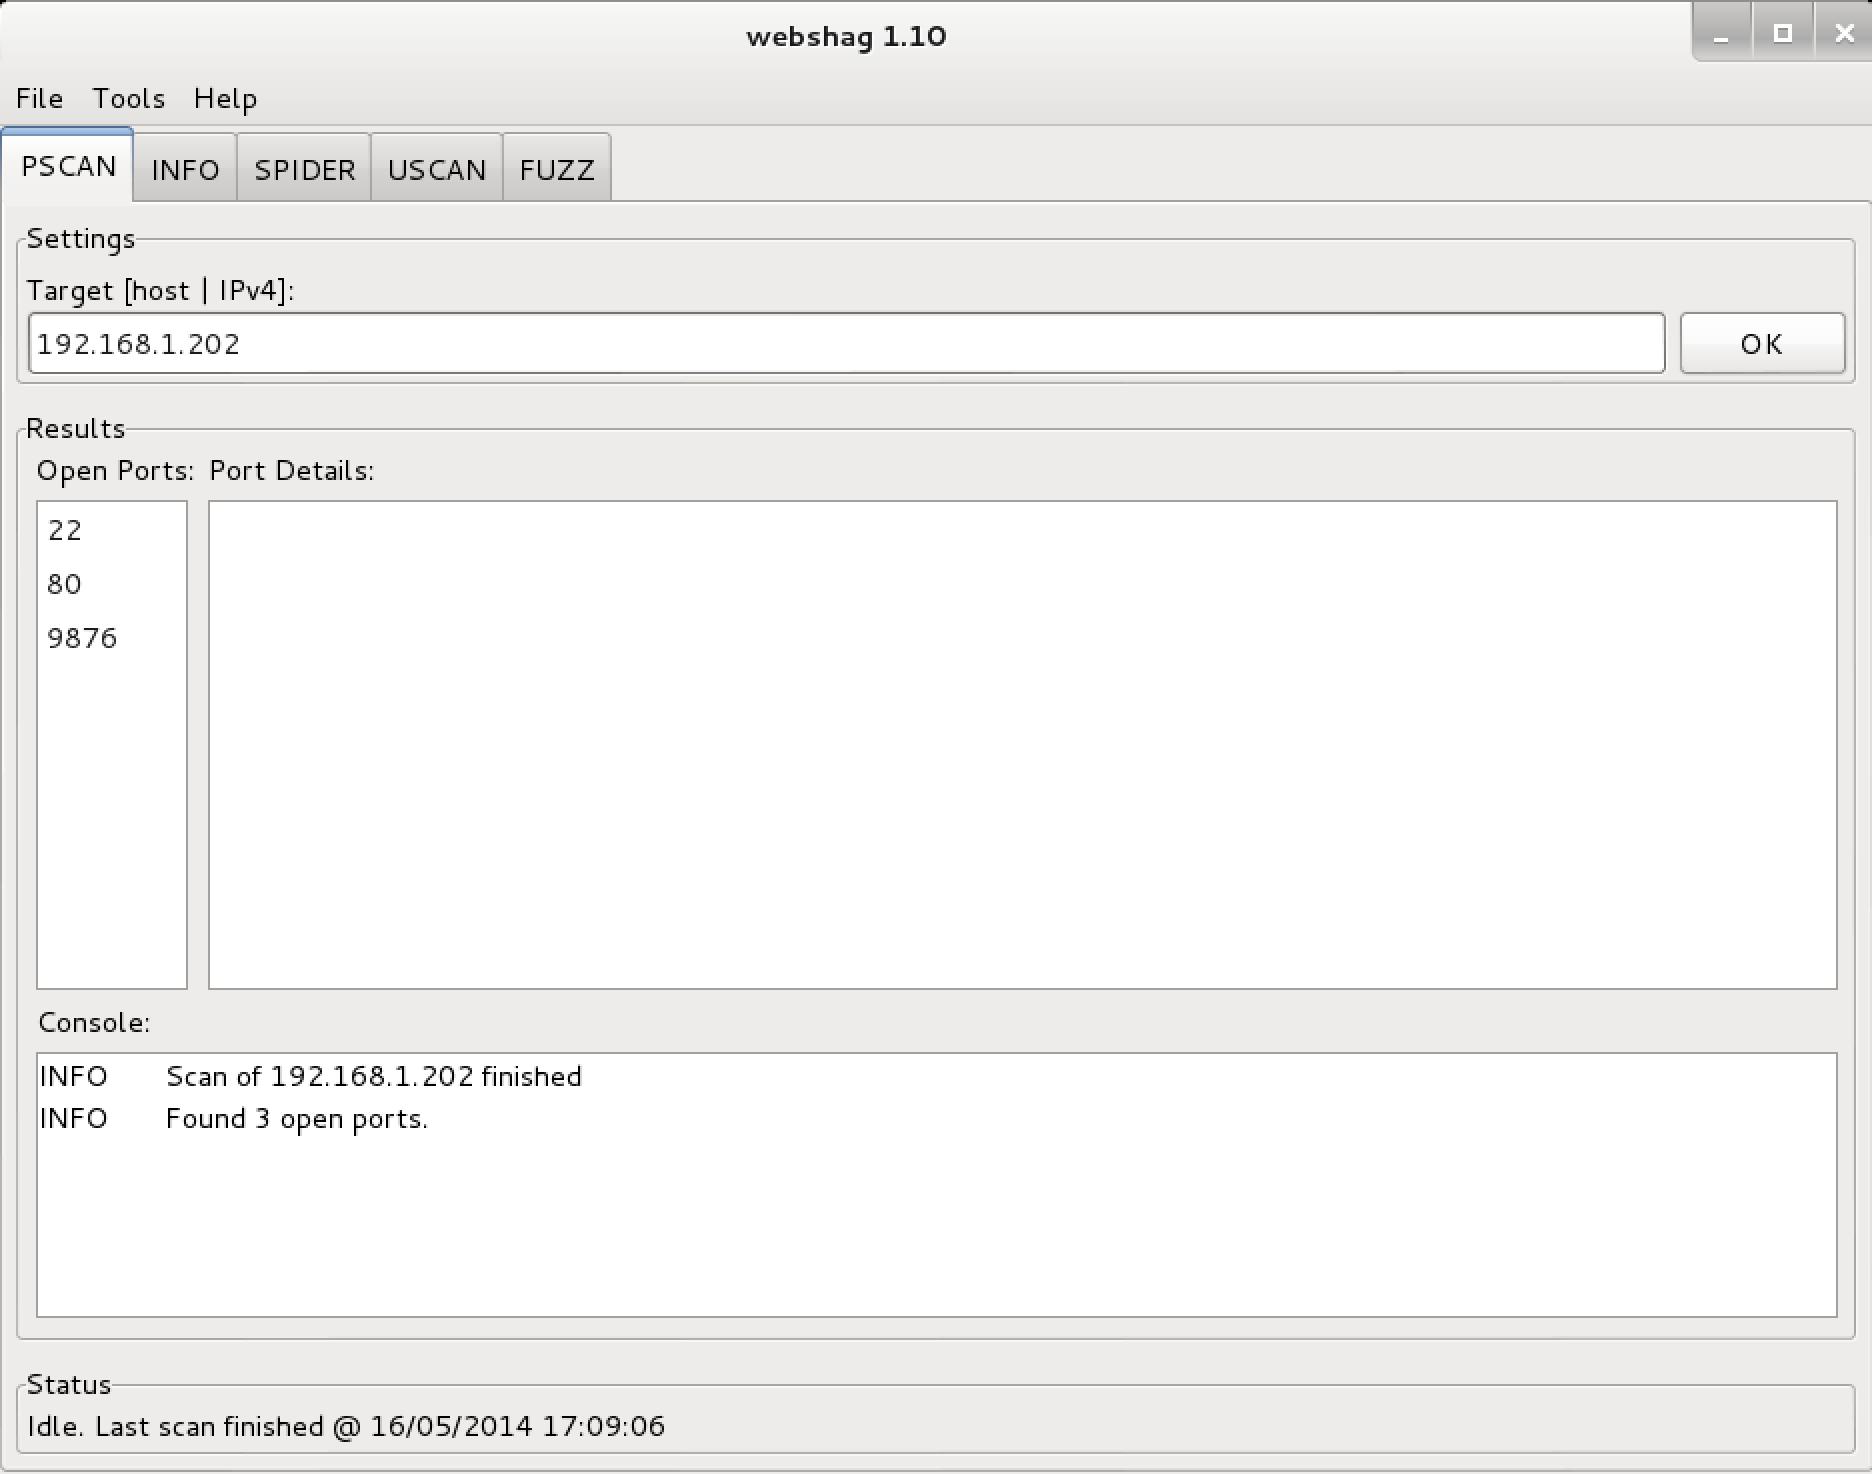 webshag 1.10
File Tools Help
PSCAN INFO SPIDER USCAN FUZZ
Settings
Target [host | IPv4]:
192.168.1.202 OK
Results
Open Ports: Port Details:
22
80
9876
Console:
INFO Scan of 192.168.1.202 finished
INFO Found 3 open ports.
Status
Idle. Last scan finished @ 16/05/2014 17:09:06